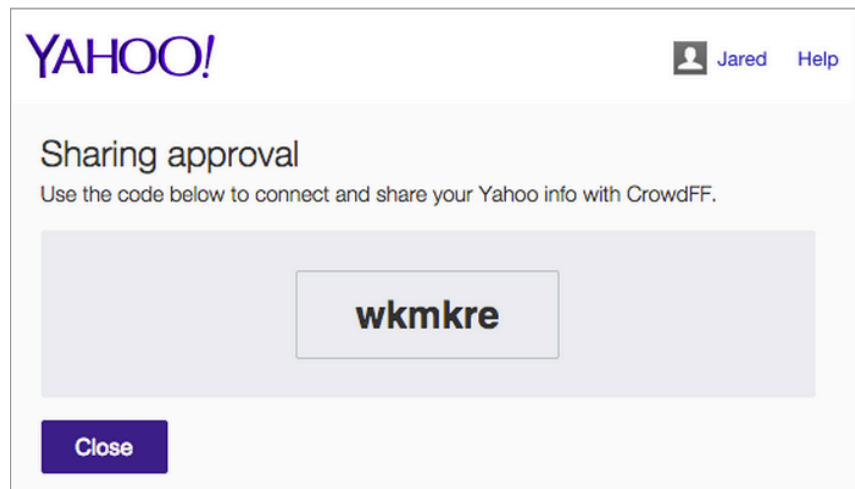 YAHOO!
Jared Help
Sharing approval
Use the code below to connect and share your Yahoo info with CrowdFF.
wkmkre
Close